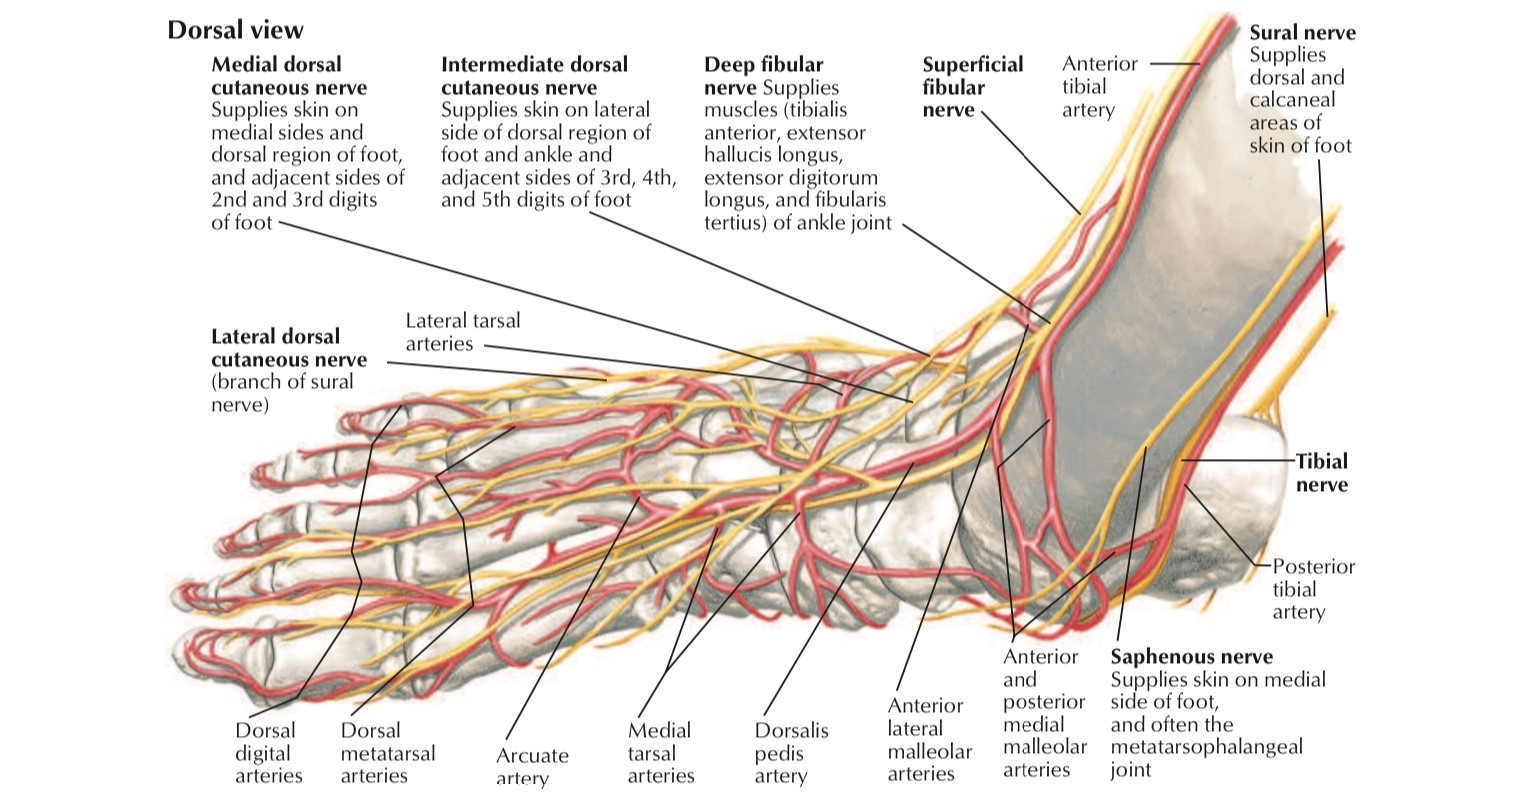 Dorsal view
Medial dorsal
cutaneous nerve
Supplies skin on
medial sides and
dorsal region of foot,
and adjacent sides of
2nd and 3rd digits
of foot
Intermediate dorsal
cutaneous nerve
Supplies skin on lateral
side of dorsal region of
foot and ankle and
adjacent sides of 3rd, 4th,
and 5th digits of foot
Deep fibular
nerve Supplies
muscles (tibialis
anterior, extensor
hallucis longus,
extensor digitorum
longus, and fibularis
tertius) of ankle joint
Superficial
fibular
nerve
Anterior
tibial
artery
Sural nerve
Supplies
dorsal and
calcaneal
areas of
skin of foot
Lateral dorsal
cutaneous nerve
(branch of sural
nerve)
Lateral tarsal
arteries
Tibial
nerve
Posterior
tibial
artery
Dorsal
digital
arteries
Dorsal
metatarsal
arteries
Arcuate
artery
Medial
tarsal
arteries
Dorsalis
pedis
artery
Anterior
lateral
malleolar
arteries
Anterior
and
posterior
medial
malleolar
arteries
Saphenous nerve
Supplies skin on medial
side of foot,
and often the
metatarsophalangeal
joint